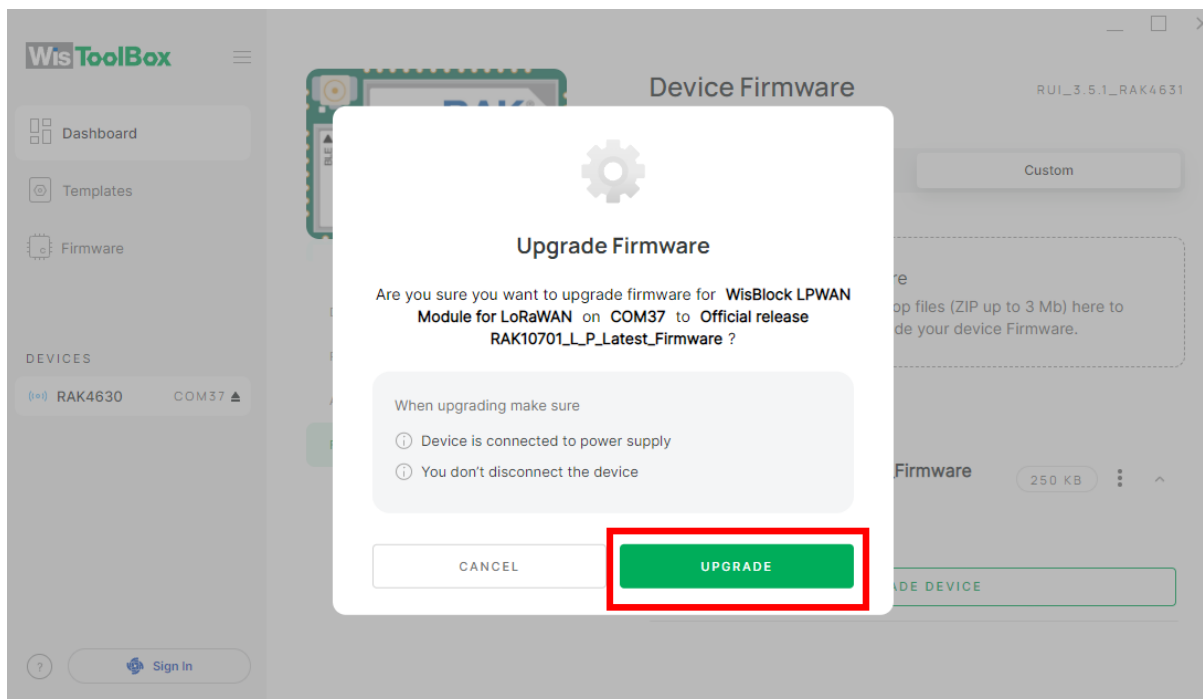 WisToolBox
Dashboard
Templates
Firmware
DEVICES
RAK4630 COM37
? Sign In
RAK
Device Firmware
RUI_3.5.1_RAK4631
Custom
op files (ZIP up to 3 Mb) here to
de your device Firmware.
Firmware
250 KB
ADE DEVICE
Upgrade Firmware
Are you sure you want to upgrade firmware for WisBlock LPWAN
Module for LoRaWAN on COM37 to Official release
RAK10701_L_P_Latest_Firmware ?
When upgrading make sure
Device is connected to power supply
You don't disconnect the device
CANCEL
UPGRADE